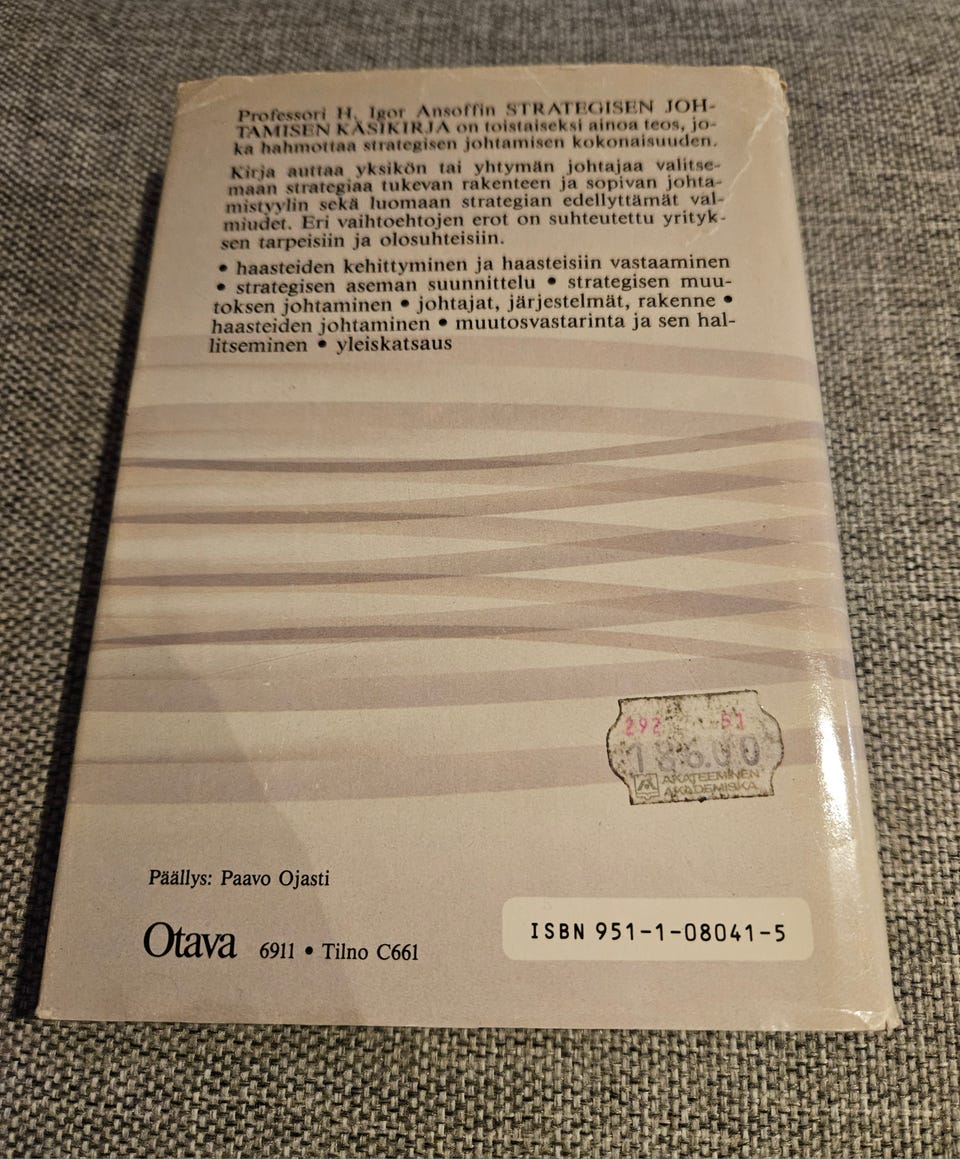 Professori H. Igor Ansoffin STRATEGISEN JOH-
TAMISEN KÄSIKIRJA on toistaiseksi ainoa teos, jo-
ka hahmottaa strategisen johtamisen kokonaisuuden.
Kirja auttaa yksikön tai yhtymän johtajaa valitse-
maan strategiaa tukevan rakenteen ja sopivan johta-
mistyylin sekä luomaan strategian edellyttämät val-
miudet. Eri vaihtoehtojen erot on suhteutettu yrityk-
sen tarpeisiin ja olosuhteisiin.
• haasteiden kehittyminen ja haasteisiin vastaaminen
• strategisen aseman suunnittelu • strategisen muu-
toksen johtaminen • johtajat, järjestelmät, rakenne •
haasteiden johtaminen • muutosvastarinta ja sen hal-
litseminen • yleiskatsaus
292
AKATEEMINEN
AKADEMISKA
Päällys: Paavo Ojasti
Otava 6911 • Tilno C661
ISBN 951-1-08041-5